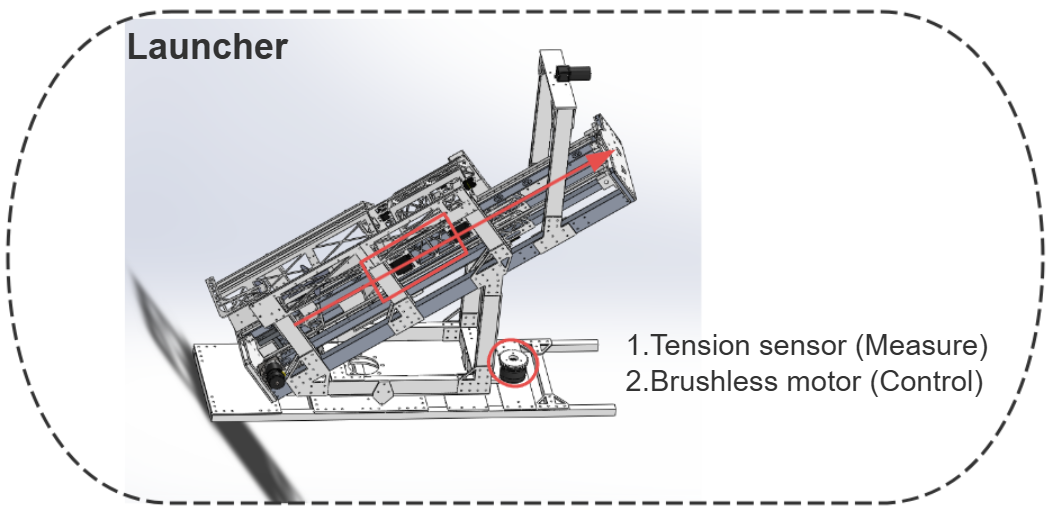 Launcher
1.Tension sensor (Measure)
2.Brushless motor (Control)